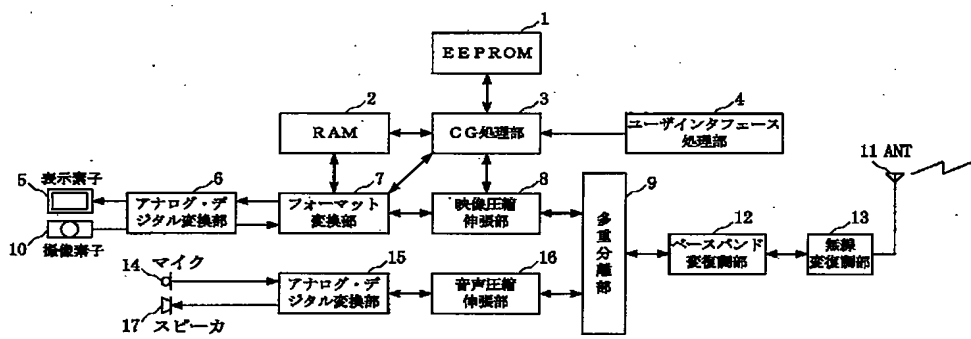 1
EEPROM
2
RAM
3
CG処理部
4
ユーザインタフェース
処理部
11 ANT
5
表示素子
6
アナログ・デ
ジタル変換部
7
フォーマット
変換部
8
映像圧縮
伸張部
9
多重分離部
10
撮像素子
12
ベースバンド
変復調部
13
無線
変復調部
14
マイク
15
アナログ・デ
ジタル変換部
16
音声圧縮
伸張部
17
スピーカ